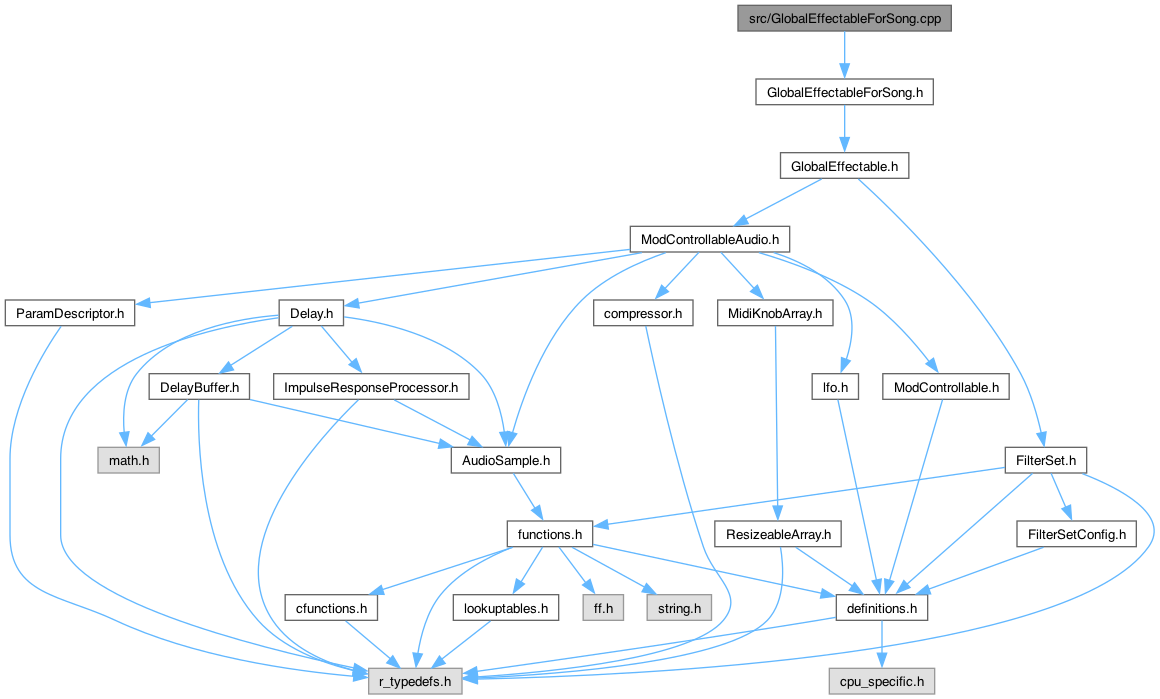 src/GlobalEffectableForSong.cpp
GlobalEffectableForSong.h
GlobalEffectable.h
ModControllableAudio.h
ParamDescriptor.h
Delay.h
compressor.h
MidiKnobArray.h
DelayBuffer.h
ImpulseResponseProcessor.h
lfo.h
ModControllable.h
math.h
AudioSample.h
FilterSet.h
functions.h
ResizeableArray.h
FilterSetConfig.h
cfunctions.h
lookuptables.h
ff.h
string.h
definitions.h
r_typedefs.h
cpu_specific.h